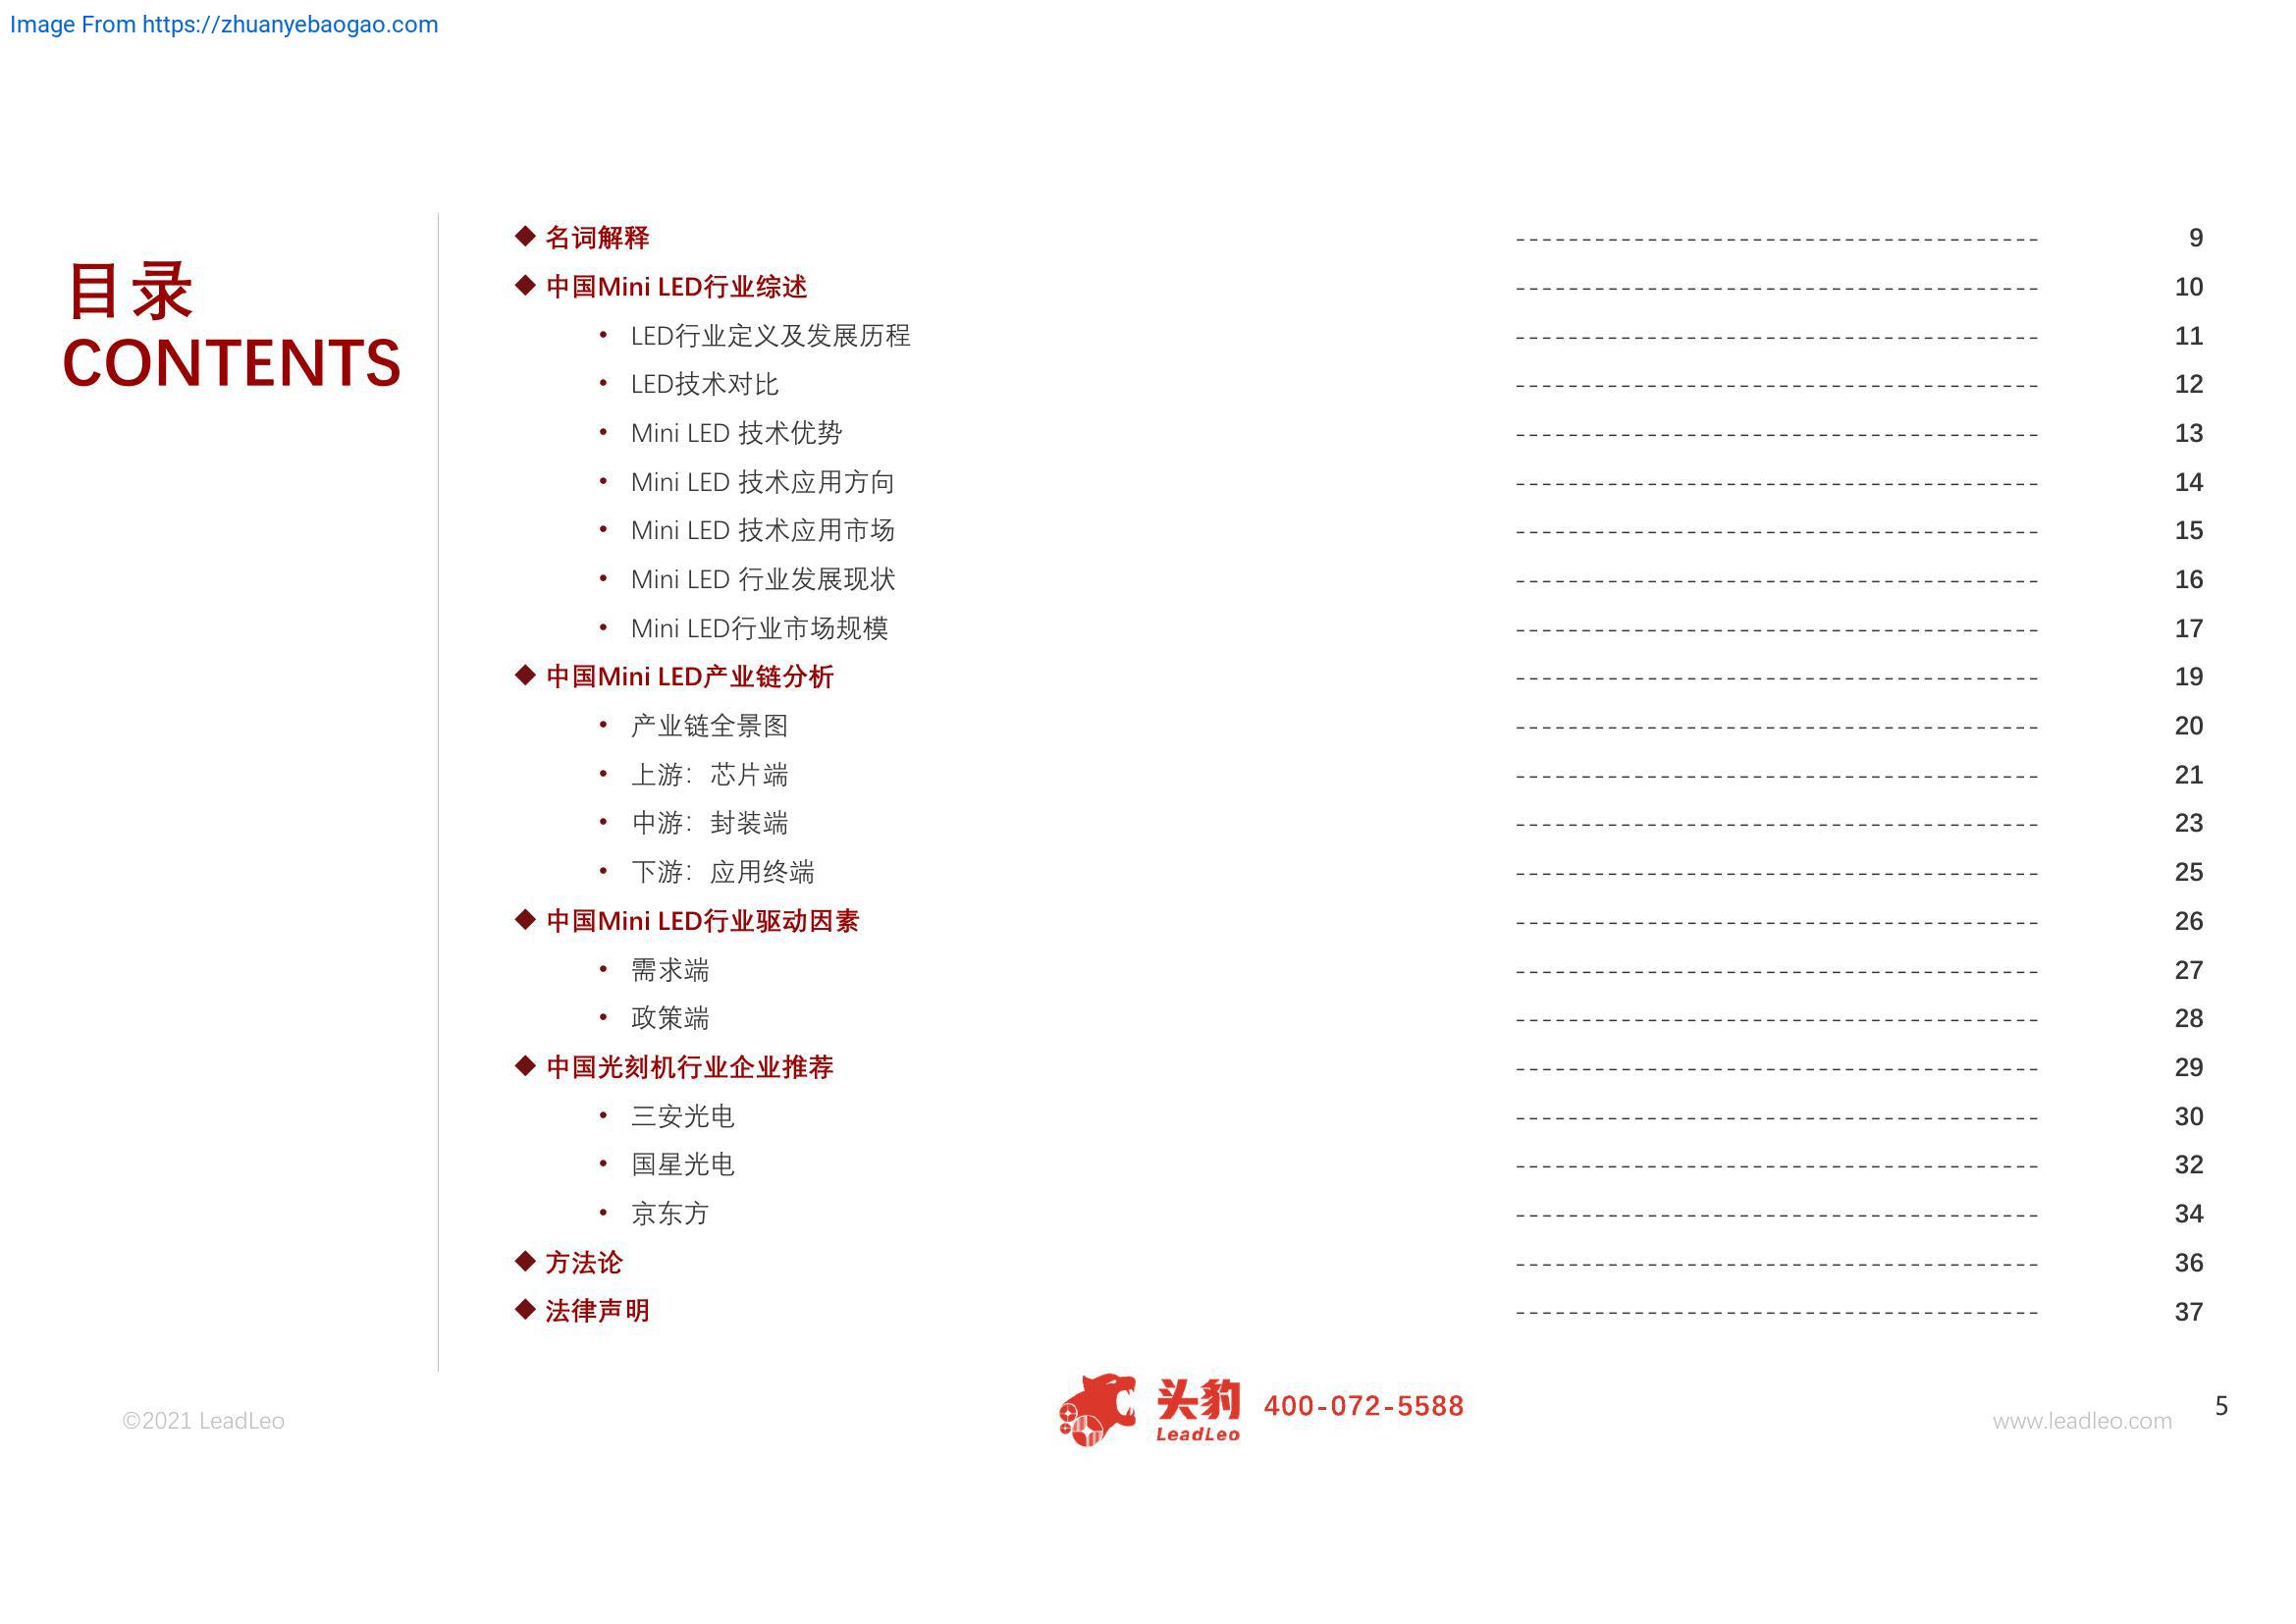 Image From https://zhuanyebaogao.com
目录
CONTENTS
◆ 名词解释 ---------------------------------------- 9
◆ 中国Mini LED行业综述 ---------------------------------------- 10
• LED行业定义及发展历程 ---------------------------------------- 11
• LED技术对比 ---------------------------------------- 12
• Mini LED 技术优势 ---------------------------------------- 13
• Mini LED 技术应用方向 ---------------------------------------- 14
• Mini LED 技术应用市场 ---------------------------------------- 15
• Mini LED 行业发展现状 ---------------------------------------- 16
• Mini LED行业市场规模 ---------------------------------------- 17
◆ 中国Mini LED产业链分析 ---------------------------------------- 19
• 产业链全景图 ---------------------------------------- 20
• 上游：芯片端 ---------------------------------------- 21
• 中游：封装端 ---------------------------------------- 23
• 下游：应用终端 ---------------------------------------- 25
◆ 中国Mini LED行业驱动因素 ---------------------------------------- 26
• 需求端 ---------------------------------------- 27
• 政策端 ---------------------------------------- 28
◆ 中国光刻机行业企业推荐 ---------------------------------------- 29
• 三安光电 ---------------------------------------- 30
• 国星光电 ---------------------------------------- 32
• 京东方 ---------------------------------------- 34
◆ 方法论 ---------------------------------------- 36
◆ 法律声明 ---------------------------------------- 37
©2021 LeadLeo
头豹
LeadLeo
400-072-5588
www.leadleo.com
5